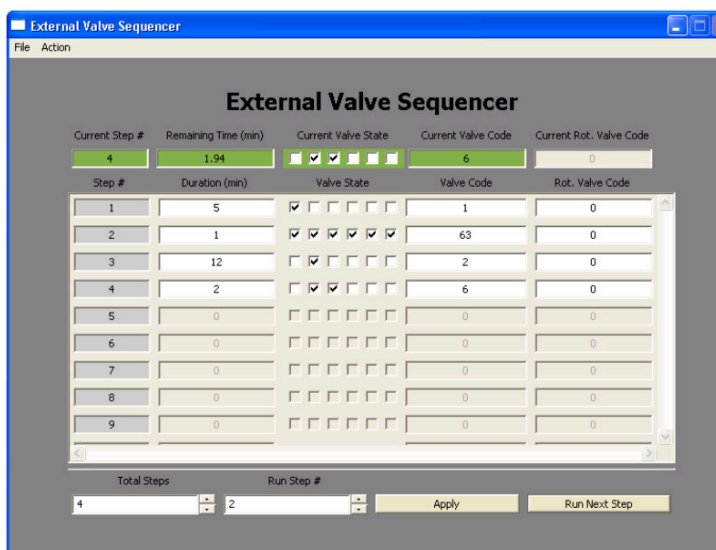 External Valve Sequencer
File Action
External Valve Sequencer
Current Step # Remaining Time (min) Current Valve State Current Valve Code Current Rot. Valve Code
4 1.94 6 0
Step # Duration (min) Valve State Valve Code Rot. Valve Code
1 5 1 0
2 1 63 0
3 12 2 0
4 2 6 0
5 0 0 0
6 0 0 0
7 0 0 0
8 0 0 0
9 0 0 0
Total Steps Run Step #
4 2 Apply Run Next Step